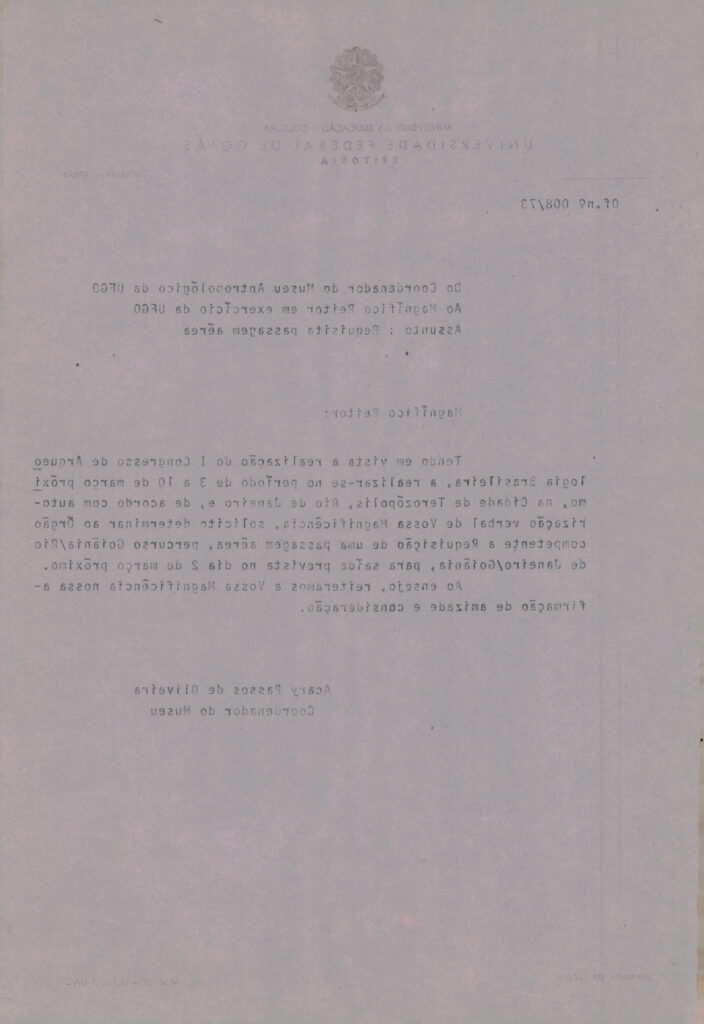 MINISTÉRIO DA EDUCAÇÃO E CULTURA
UNIVERSIDADE FEDERAL DE GOIÁS
REITORIA
GOIÂNIA - GOIÁS
Of.nº 008/73
Do Coordenador do Museu Antropológico da UFGO
Ao Magnífico Reitor em exercício da UFGO
Assunto : Requisita passagem aérea
Magnífico Reitor:
Tendo em vista a realização do I Congresso de Arqueo
logia Brasileira, a realizar-se no período de 3 a 10 de março próxi
mo, na Cidade de Terozópolis, Rio de Janeiro e, de acordo com auto-
rização verbal de Vossa Magnificência, solicito determinar ao Órgão
competente a Requisição de uma passagem aérea, percurso Goiânia/Rio
de Janeiro/Goiânia, para saída prevista no dia 2 de março próximo.
Ao ensejo, reiteramos a Vossa Magnificência nossa a-
firmação de amizade e consideração.
Acary Passos de Oliveira
Coordenador do Museu